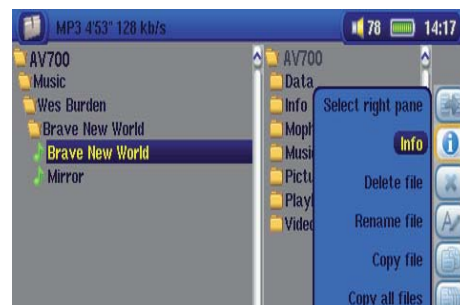 MP3 4'53" 128 kb/s 78 14:17
AV700
Music
Wes Burden
Brave New World
Brave New World
Mirror
AV700
Data
Info
Moph
Musi
Pictu
Playl
Video
Select right pane
Info
Delete file
Rename file
Copy file
Copy all files